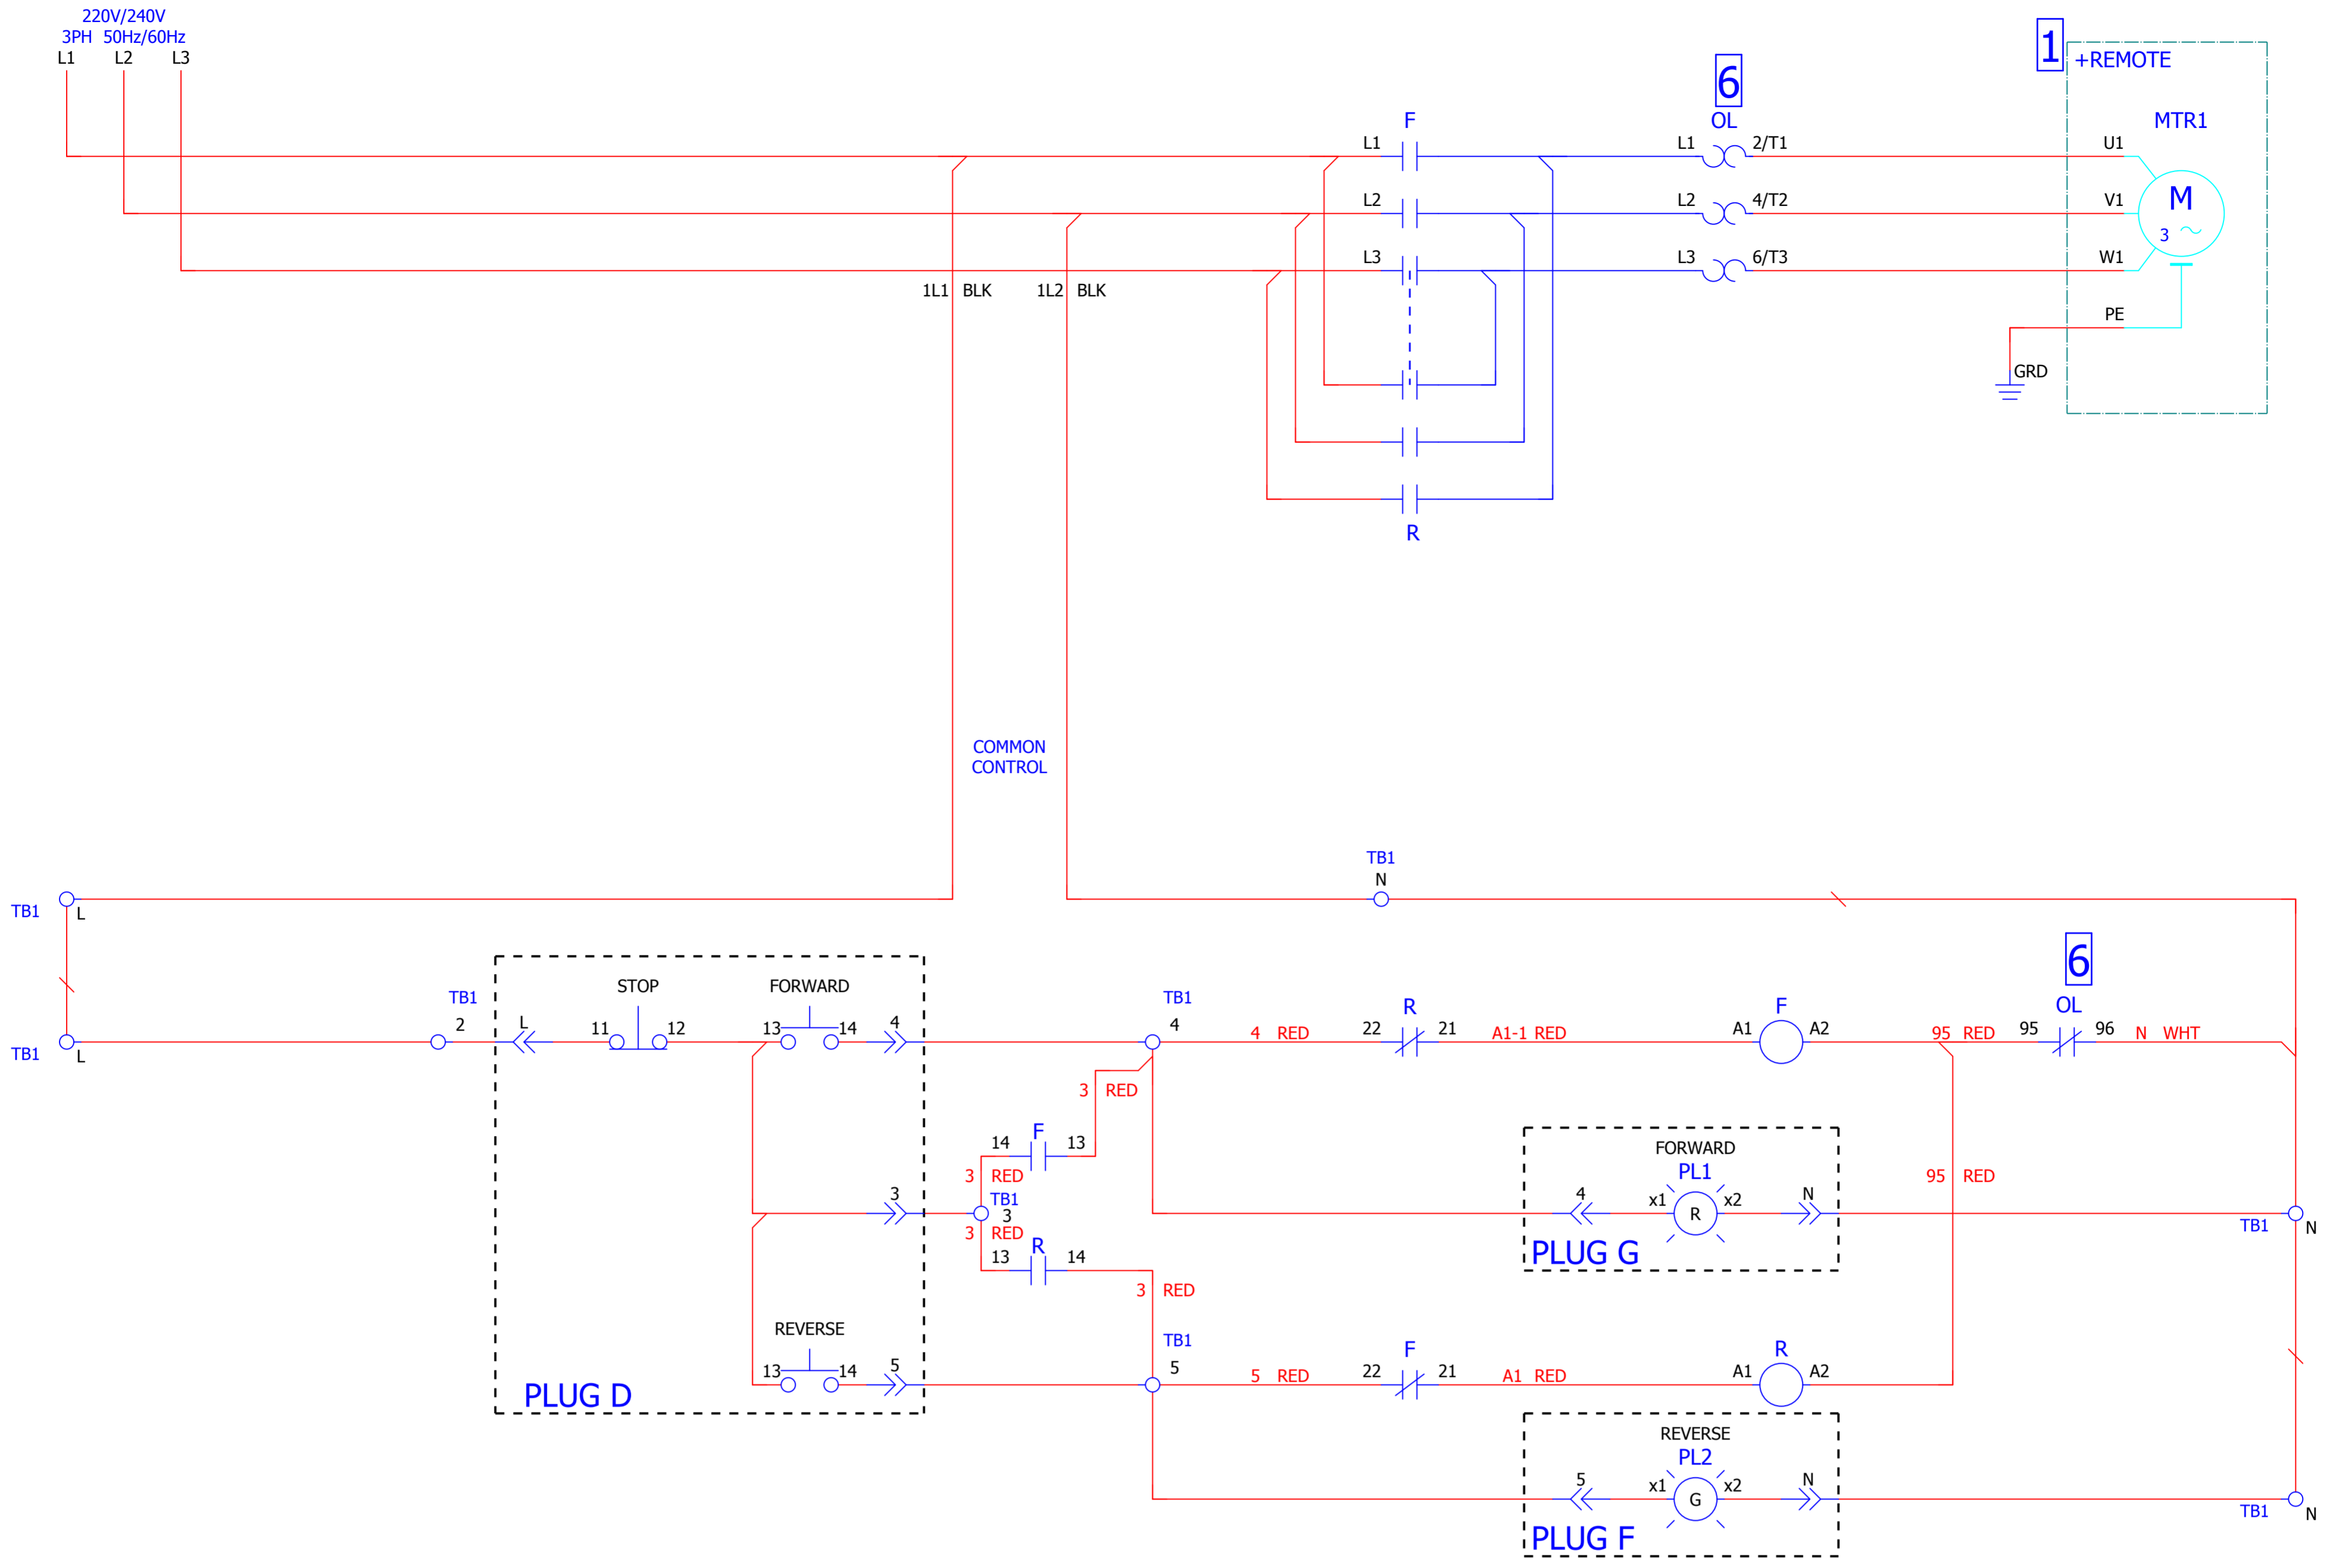 220V/240V
3PH 50Hz/60Hz
L1 L2 L3
1
+REMOTE
6
OL
F
MTR1
L1 L1 2/T1 U1
M
3
L2 L2 4/T2 V1
L3 L3 6/T3 W1
1L1 BLK 1L2 BLK
PE
GRD
R
COMMON
CONTROL
TB1
N
TB1
L
6
STOP FORWARD
TB1 TB1 R F OL
2 L 11 12 13 14 4 4
4 RED 22 21 A1-1 RED A1 A2 95 RED 95 96 N WHT
TB1
L
3 RED
F
14 13
FORWARD
PL1
3 RED
95 RED
TB1
3
3
4 x1 R x2 N
3 RED
TB1
N
R
13 14
PLUG G
3 RED
REVERSE
TB1 F R
13 14 5 5
5 RED 22 21 A1 RED A1 A2
PLUG D
REVERSE
PL2
5 x1 G x2 N
TB1
N
PLUG F